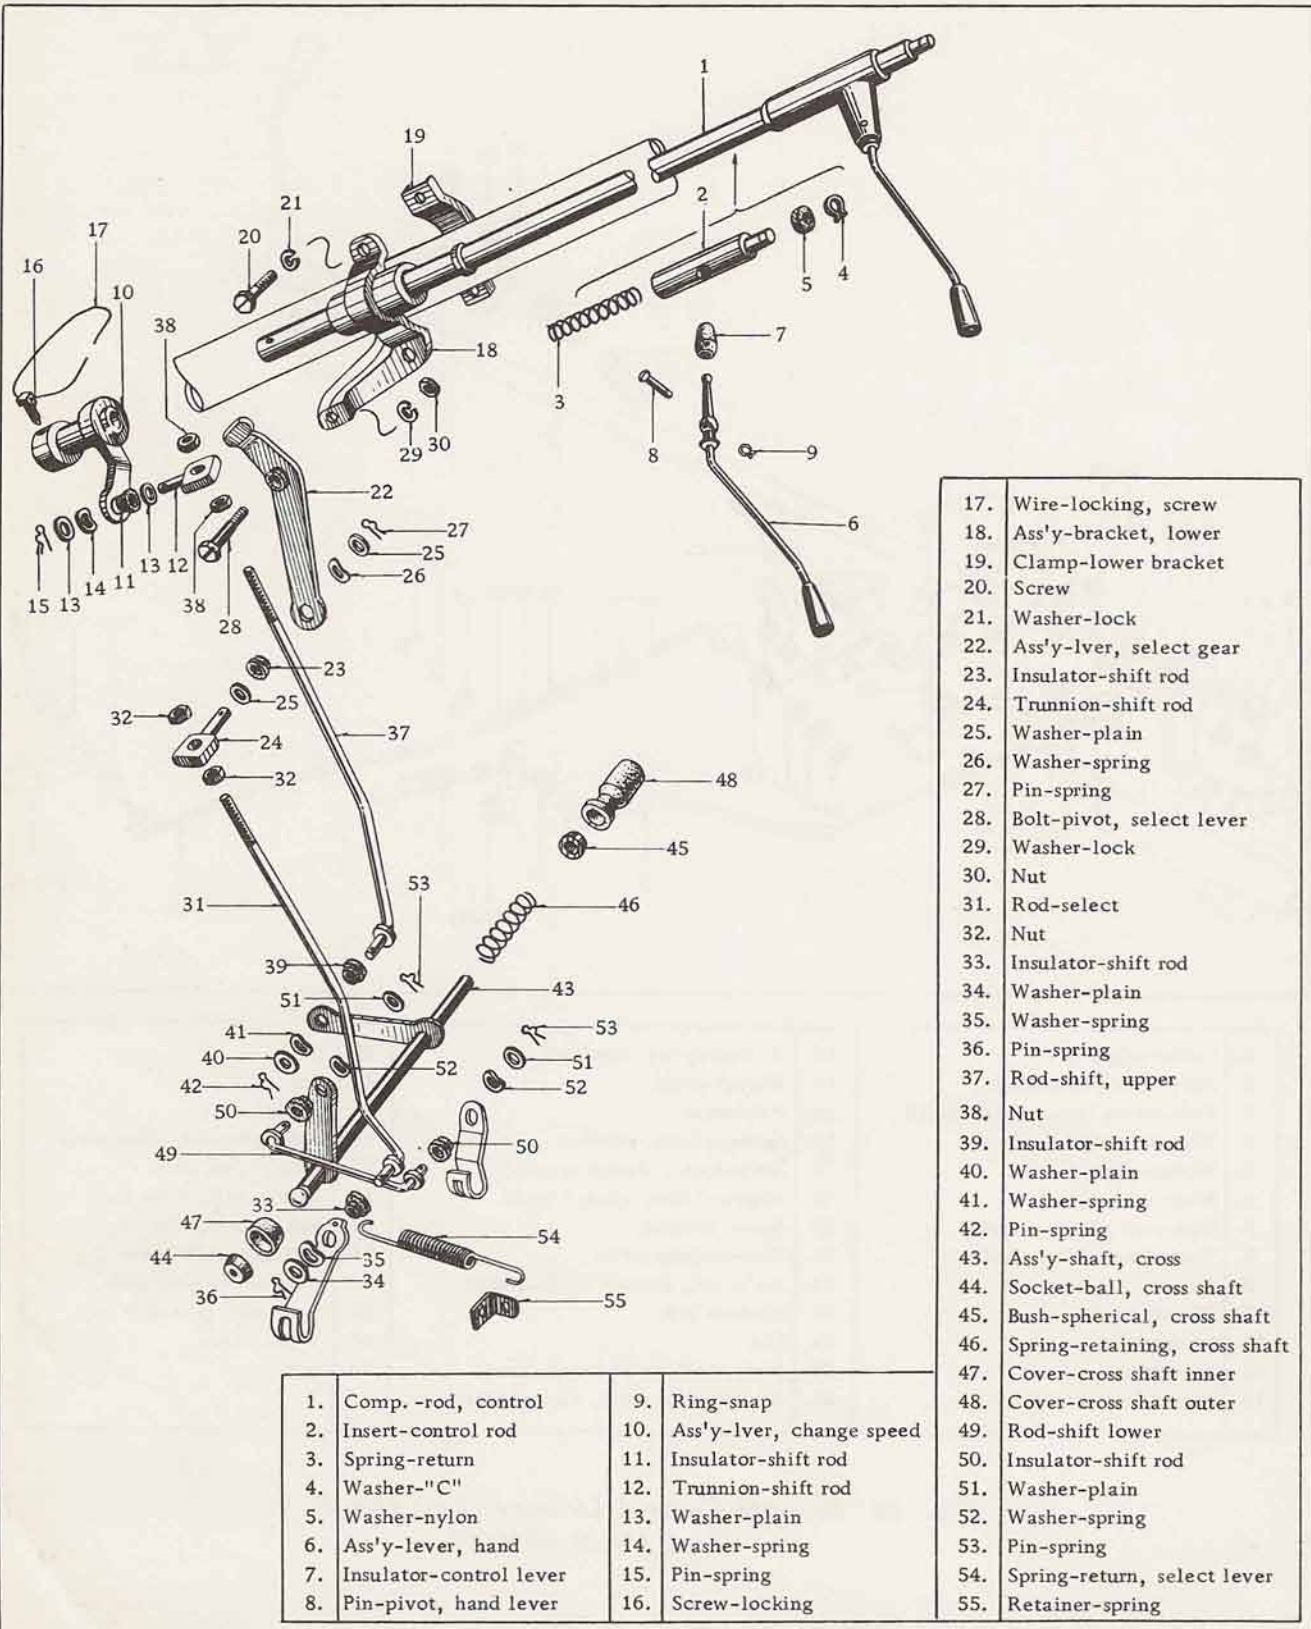 1
19
2
21
17
20
16
4
10
5
38
7
18
3
30
29
8
9
22
27
6
25
15 13 14 11 13 12
26
38
28
23
25
32
37
24
48
32
45
53
46
31
39
43
51
53
41
40
51
52
42
52
50
50
49
33
47
54
44
35
34
36
55
1. Comp. -rod, control
2. Insert-control rod
3. Spring-return
4. Washer-"C"
5. Washer-nylon
6. Ass'y-lever, hand
7. Insulator-control lever
8. Pin-pivot, hand lever
9. Ring-snap
10. Ass'y-lver, change speed
11. Insulator-shift rod
12. Trunnion-shift rod
13. Washer-plain
14. Washer-spring
15. Pin-spring
16. Screw-locking
17. Wire-locking, screw
18. Ass'y-bracket, lower
19. Clamp-lower bracket
20. Screw
21. Washer-lock
22. Ass'y-lver, select gear
23. Insulator-shift rod
24. Trunnion-shift rod
25. Washer-plain
26. Washer-spring
27. Pin-spring
28. Bolt-pivot, select lever
29. Washer-lock
30. Nut
31. Rod-select
32. Nut
33. Insulator-shift rod
34. Washer-plain
35. Washer-spring
36. Pin-spring
37. Rod-shift, upper
38. Nut
39. Insulator-shift rod
40. Washer-plain
41. Washer-spring
42. Pin-spring
43. Ass'y-shaft, cross
44. Socket-ball, cross shaft
45. Bush-spherical, cross shaft
46. Spring-retaining, cross shaft
47. Cover-cross shaft inner
48. Cover-cross shaft outer
49. Rod-shift lower
50. Insulator-shift rod
51. Washer-plain
52. Washer-spring
53. Pin-spring
54. Spring-return, select lever
55. Retainer-spring